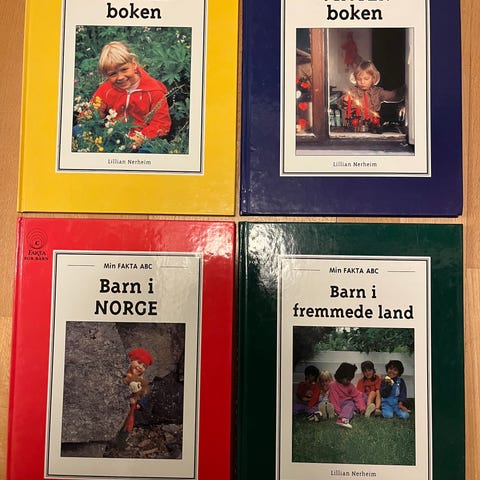 boken
Lillian Nerheim
boken
Lillian Nerheim
FAKTA
FOR BARN
Min FAKTA ABC
Barn i
NORGE
Min FAKTA ABC
Barn i
fremmede land
Lillian Nerheim